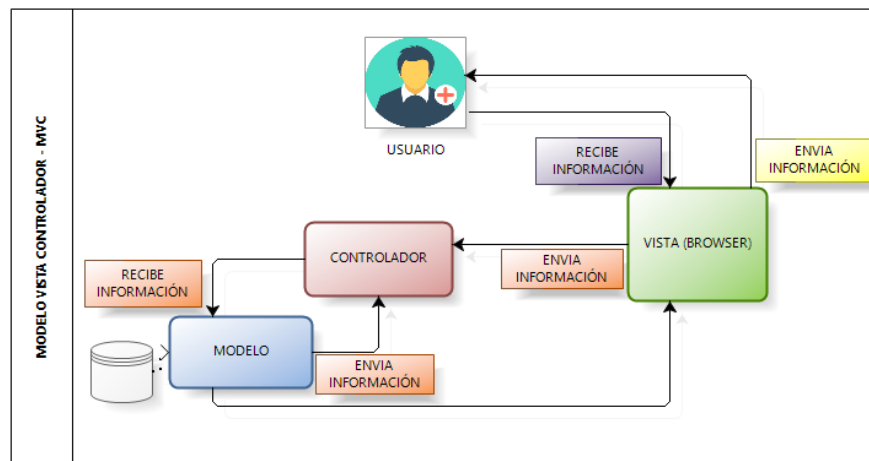 MODELO VISTA CONTROLADOR - MVC
USUARIO
RECIBE
INFORMACIÓN
ENVIA
INFORMACIÓN
VISTA (BROWSER)
CONTROLADOR
ENVIA
INFORMACIÓN
RECIBE
INFORMACIÓN
MODELO
ENVIA
INFORMACIÓN